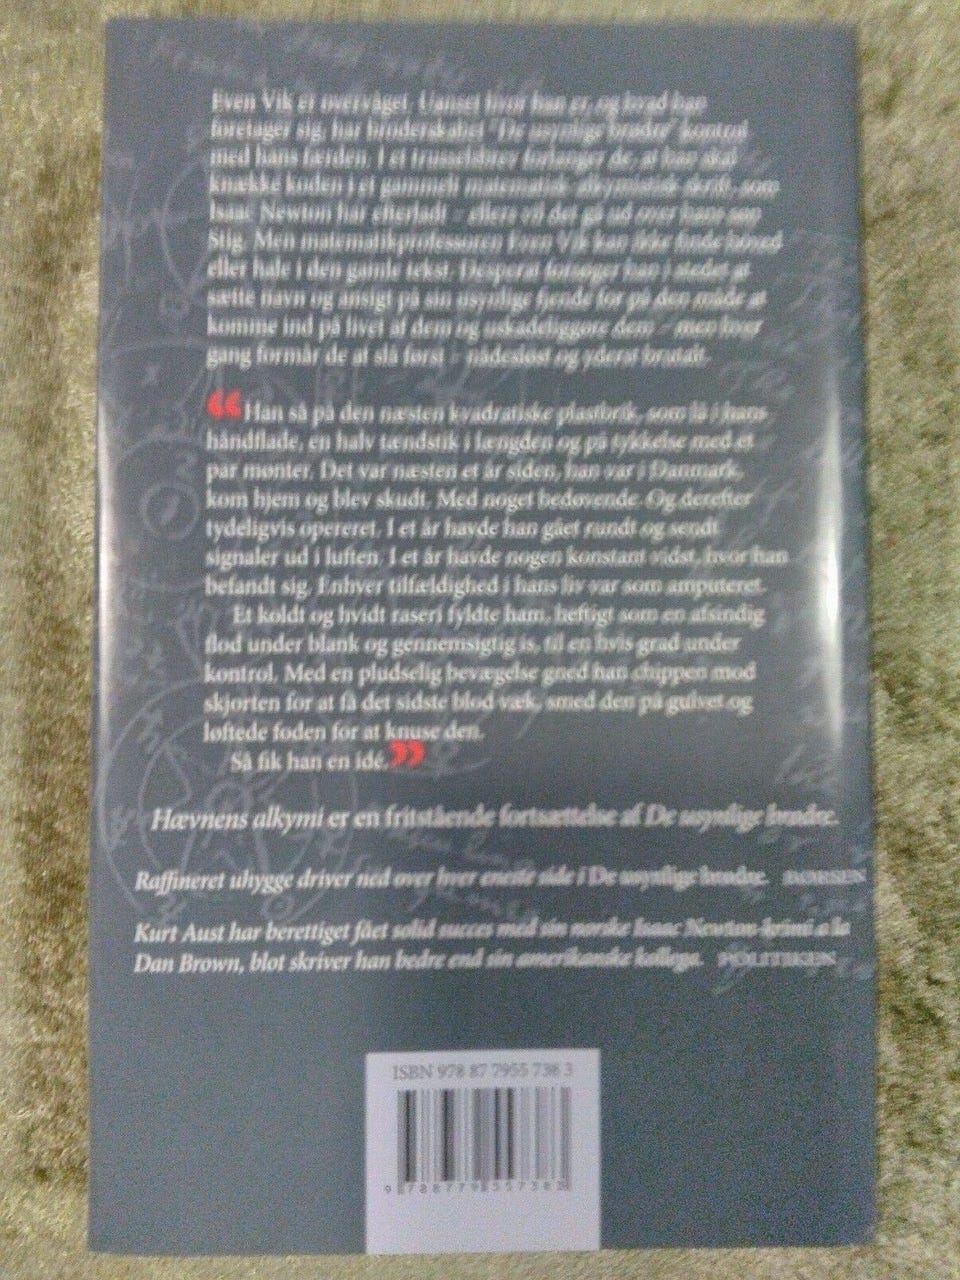 Even Vik er overvåget. Uanset hvor han er, og hvad han
foretager sig, har broderskabet "De usynlige brødre" kontrol
med hans færden. I et trusselsbrev forlanger de, at han skal
knække koden i et gammelt matematisk-alkymistisk skrift, som
Isaac Newton har efterladt – ellers vil det gå ud over hans søn
Stig. Men matematikprofessoren Even Vik kan ikke finde hoved
eller hale i den gamle tekst. Desperat forsøger han i stedet at
sætte navn og ansigt på sin usynlige fjende for på den måde at
komme ind på livet af dem og uskadeliggøre dem – men hver
gang formår de at slå først – nådesløst og yderst brutalt.
“Han så på den næsten kvadratiske plastbrik, som lå i hans
håndflade, en halv tændstik i længden og på tykkelse med et
par mønter. Det var næsten et år siden, han var i Danmark,
kom hjem og blev skudt. Med noget bedøvende. Og derefter
tydeligvis opereret. I et år havde han gået rundt og sendt
signaler ud i luften. I et år havde nogen konstant vidst, hvor han
befandt sig. Enhver tilfældighed i hans liv var som amputeret.
Et koldt og hvidt raseri fyldte ham, heftigt som en afsindig
flod under blank og gennemsigtig is, til en hvis grad under
kontrol. Med en pludselig bevægelse gned han chippen mod
skjorten for at få det sidste blod væk, smed den på gulvet og
løftede foden for at knuse den.
Så fik han en idé.”
Hævnens alkymi er en fritstående fortsættelse af De usynlige brødre.
Raffineret uhygge driver ned over hver eneste side i De usynlige brødre. BØRSEN
Kurt Aust har berettiget fået solid succes med sin norske Isaac Newton-krimi a la
Dan Brown, blot skriver han bedre end sin amerikanske kollega. POLITIKEN
ISBN 978 87 7955 738 3
9 788779 557383